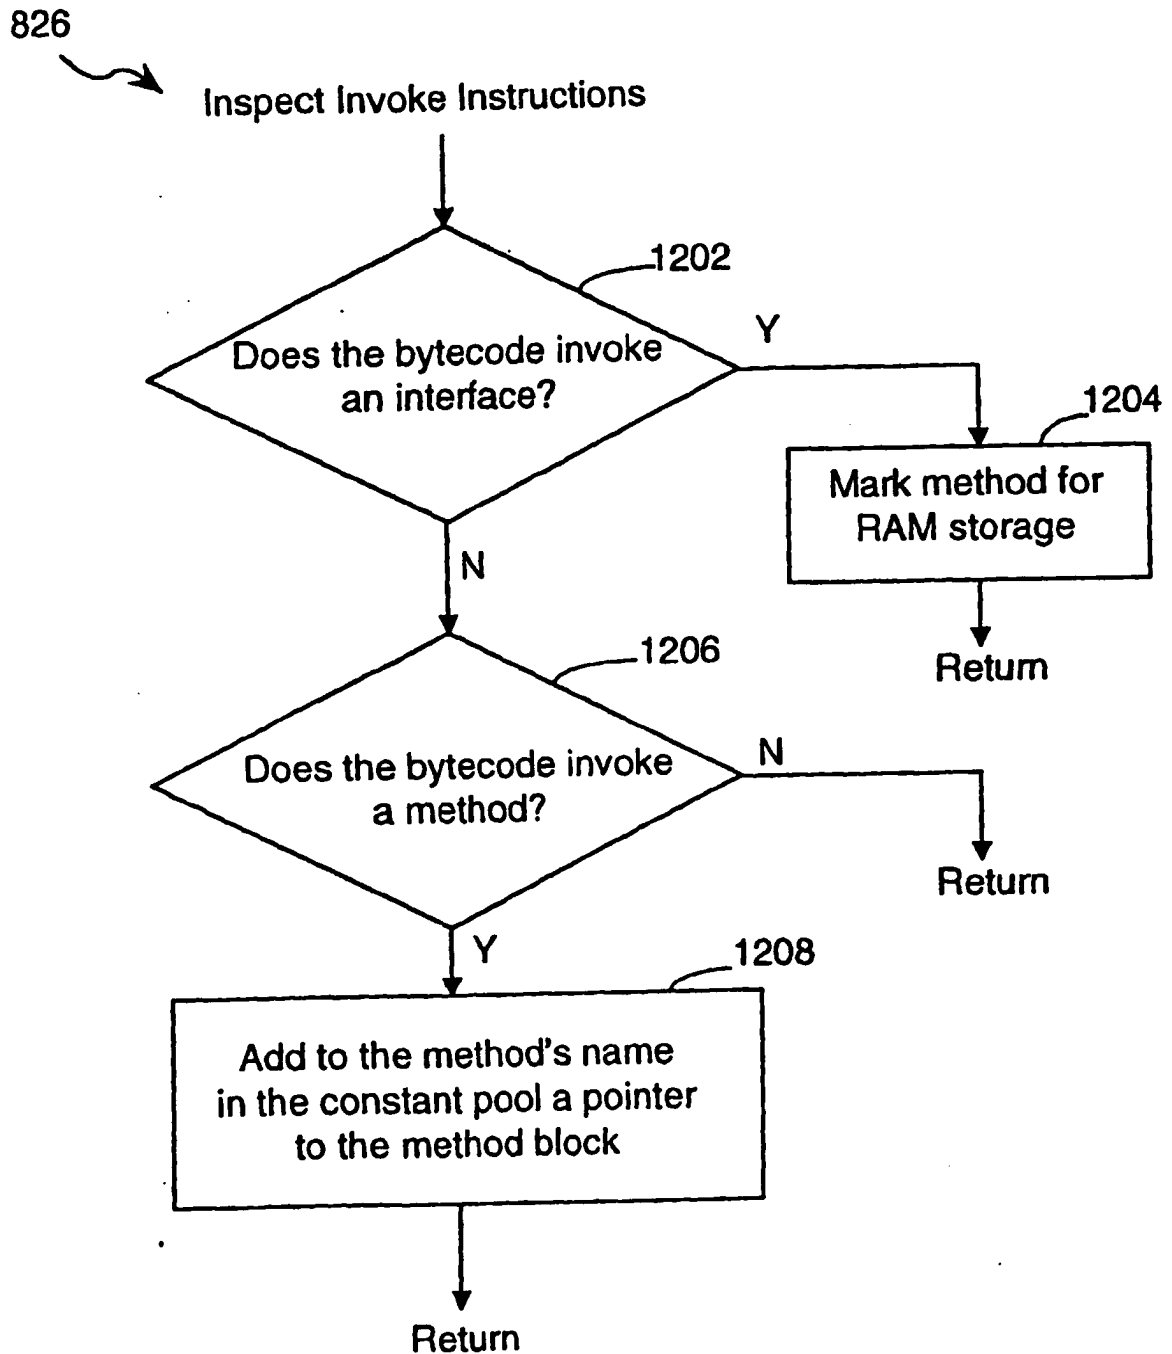 826
Inspect Invoke Instructions
1202
Does the bytecode invoke
an interface?
Y
1204
Mark method for
RAM storage
Return
N
1206
Does the bytecode invoke
a method?
N
Return
Y
1208
Add to the method's name
in the constant pool a pointer
to the method block
Return